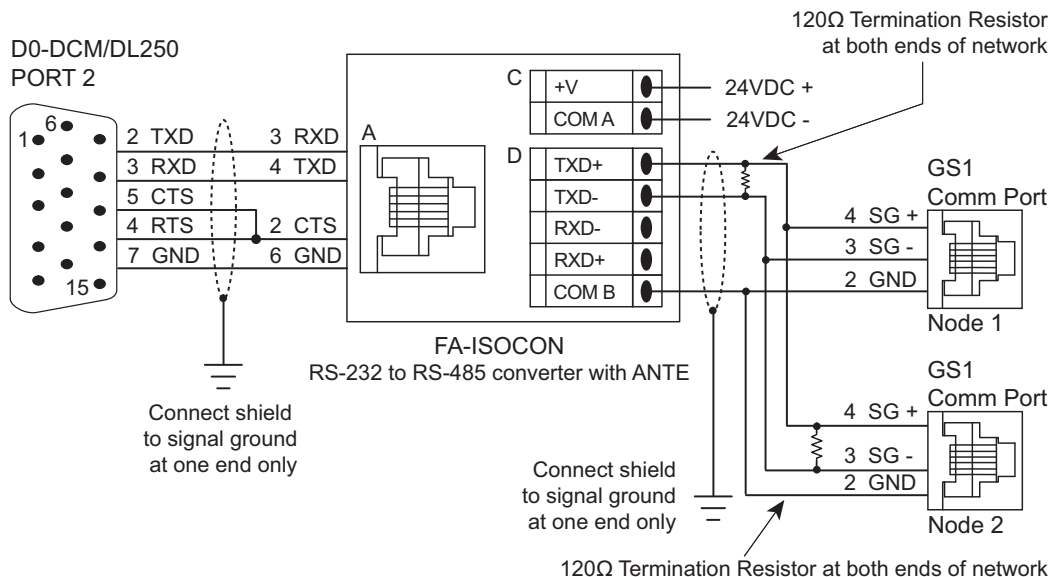 120Ω Termination Resistor
at both ends of network
D0-DCM/DL250
PORT 2
1
6
15
2 TXD
3 RXD
5 CTS
4 RTS
7 GND
3 RXD
4 TXD
2 CTS
6 GND
A
C
+V
COM A
24VDC +
24VDC -
D
TXD+
TXD-
RXD-
RXD+
COM B
FA-ISOCON
RS-232 to RS-485 converter with ANTE
Connect shield
to signal ground
at one end only
GS1
Comm Port
4 SG +
3 SG -
2 GND
Node 1
GS1
Comm Port
4 SG +
3 SG -
2 GND
Node 2
Connect shield
to signal ground
at one end only
120Ω Termination Resistor at both ends of network